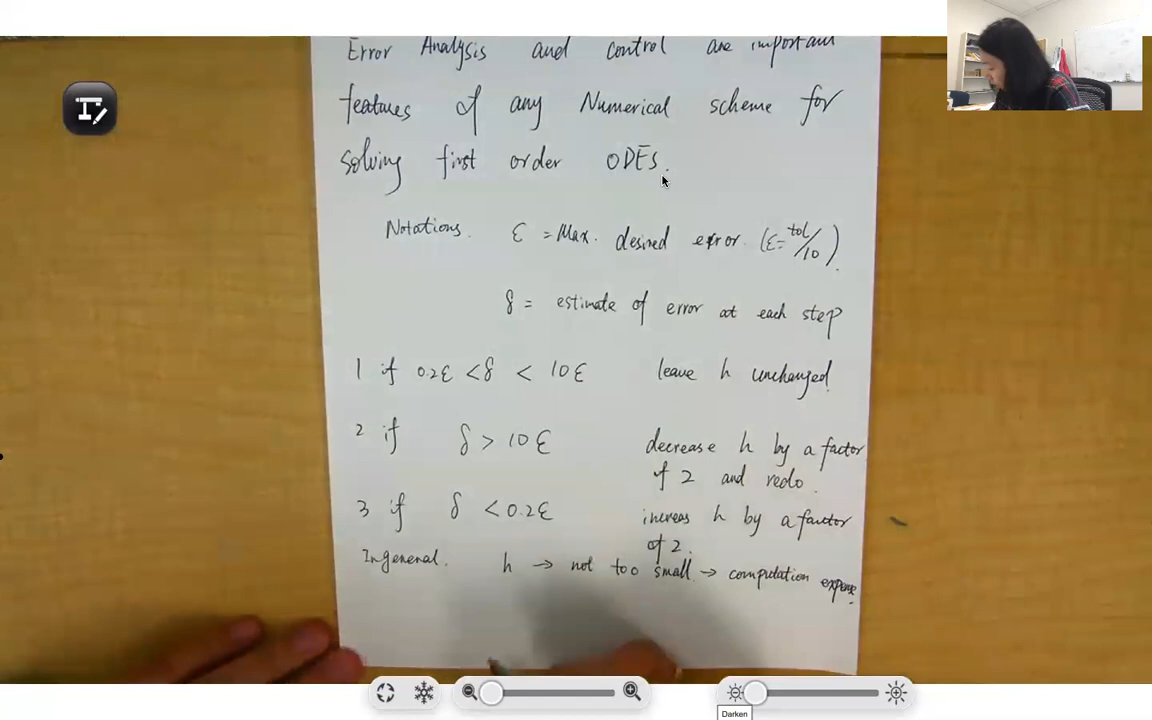 Error Analysis and control are important
features of any Numerical scheme for
solving first order ODES.
Notations. ε = Max. desired error. (ε = tol/10).
δ = estimate of error at each step
1 if 0.2ε < δ < 10ε leave h unchanged
2 if δ > 10ε decrease h by a factor
of 2 and redo.
3 if δ < 0.2ε increas h by a factor
of 2.
In general. h → not too small. → computation expense.
Darken